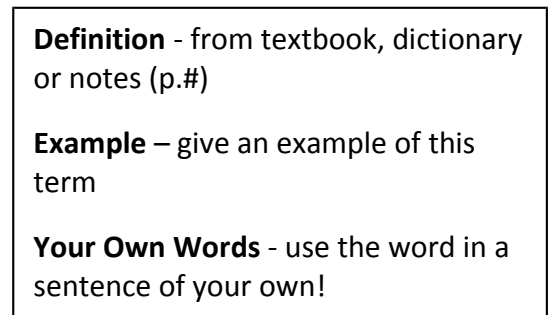 Definition - from textbook, dictionary
or notes (p.#)
Example – give an example of this
term
Your Own Words - use the word in a
sentence of your own!